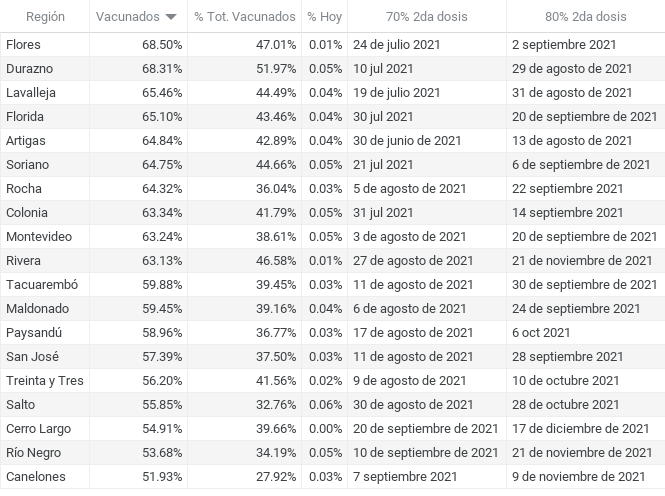 Región Vacunados % Tot. Vacunados % Hoy 70% 2da dosis 80% 2da dosis
Flores 68.50% 47.01% 0.01% 24 de julio 2021 2 septiembre 2021
Durazno 68.31% 51.97% 0.05% 10 jul 2021 29 de agosto de 2021
Lavalleja 65.46% 44.49% 0.04% 19 de julio 2021 31 de agosto de 2021
Florida 65.10% 43.46% 0.04% 30 jul 2021 20 de septiembre de 2021
Artigas 64.84% 42.89% 0.04% 30 de junio de 2021 13 de agosto de 2021
Soriano 64.75% 44.66% 0.05% 21 jul 2021 6 de septiembre de 2021
Rocha 64.32% 36.04% 0.03% 5 de agosto de 2021 22 septiembre 2021
Colonia 63.34% 41.79% 0.05% 31 jul 2021 14 septiembre 2021
Montevideo 63.24% 38.61% 0.05% 3 de agosto de 2021 20 de septiembre de 2021
Rivera 63.13% 46.58% 0.01% 27 de agosto de 2021 21 de noviembre de 2021
Tacuarembó 59.88% 39.45% 0.03% 11 de agosto de 2021 30 de septiembre de 2021
Maldonado 59.45% 39.16% 0.04% 6 de agosto de 2021 24 de septiembre 2021
Paysandú 58.96% 36.77% 0.03% 17 de agosto de 2021 6 oct 2021
San José 57.39% 37.50% 0.03% 11 de agosto de 2021 28 septiembre 2021
Treinta y Tres 56.20% 41.56% 0.02% 9 de agosto de 2021 10 de octubre 2021
Salto 55.85% 32.76% 0.06% 30 de agosto de 2021 28 de octubre 2021
Cerro Largo 54.91% 39.66% 0.00% 20 de septiembre de 2021 17 de diciembre de 2021
Río Negro 53.68% 34.19% 0.05% 10 de septiembre de 2021 21 de noviembre de 2021
Canelones 51.93% 27.92% 0.03% 7 septiembre 2021 9 de noviembre de 2021